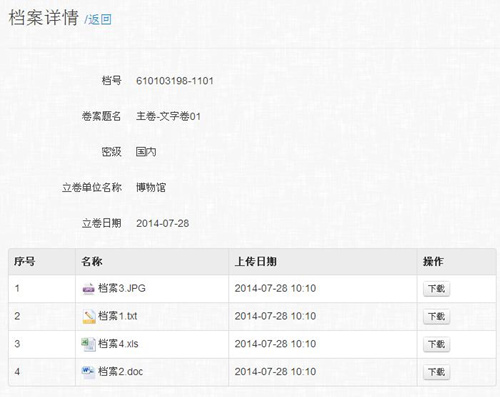 档案详情 /返回
档号 610103198-1101
卷案题名 主卷-文字卷01
密级 国内
立卷单位名称 博物馆
立卷日期 2014-07-28
序号 名称 上传日期 操作
1 档案3.JPG 2014-07-28 10:10 下载
2 档案1.txt 2014-07-28 10:10 下载
3 档案4.xls 2014-07-28 10:10 下载
4 档案2.doc 2014-07-28 10:10 下载